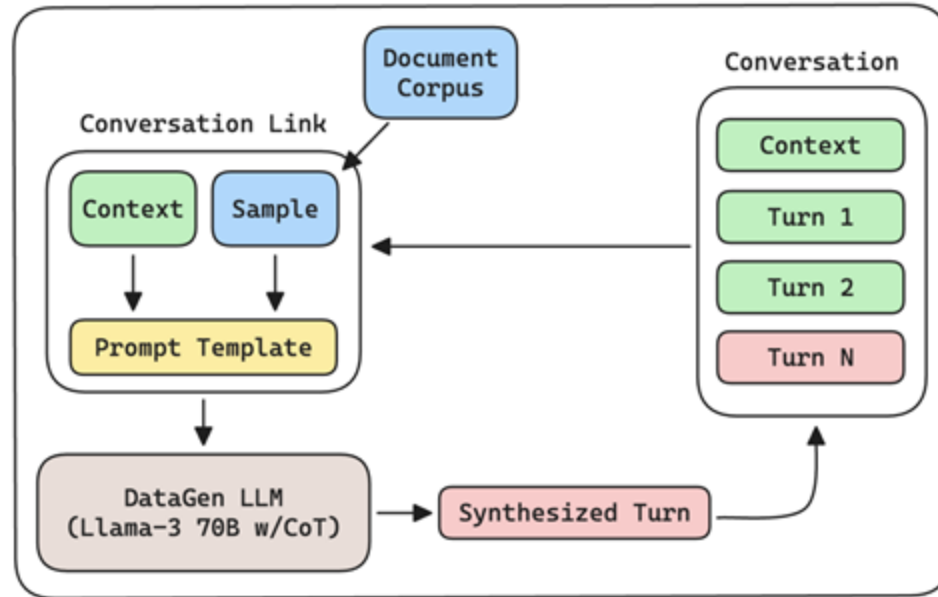 Document
Corpus
Conversation
Conversation Link
Context
Context
Sample
Turn 1
Turn 2
Prompt Template
Turn N
DataGen LLM
(Llama-3 70B w/CoT)
Synthesized Turn